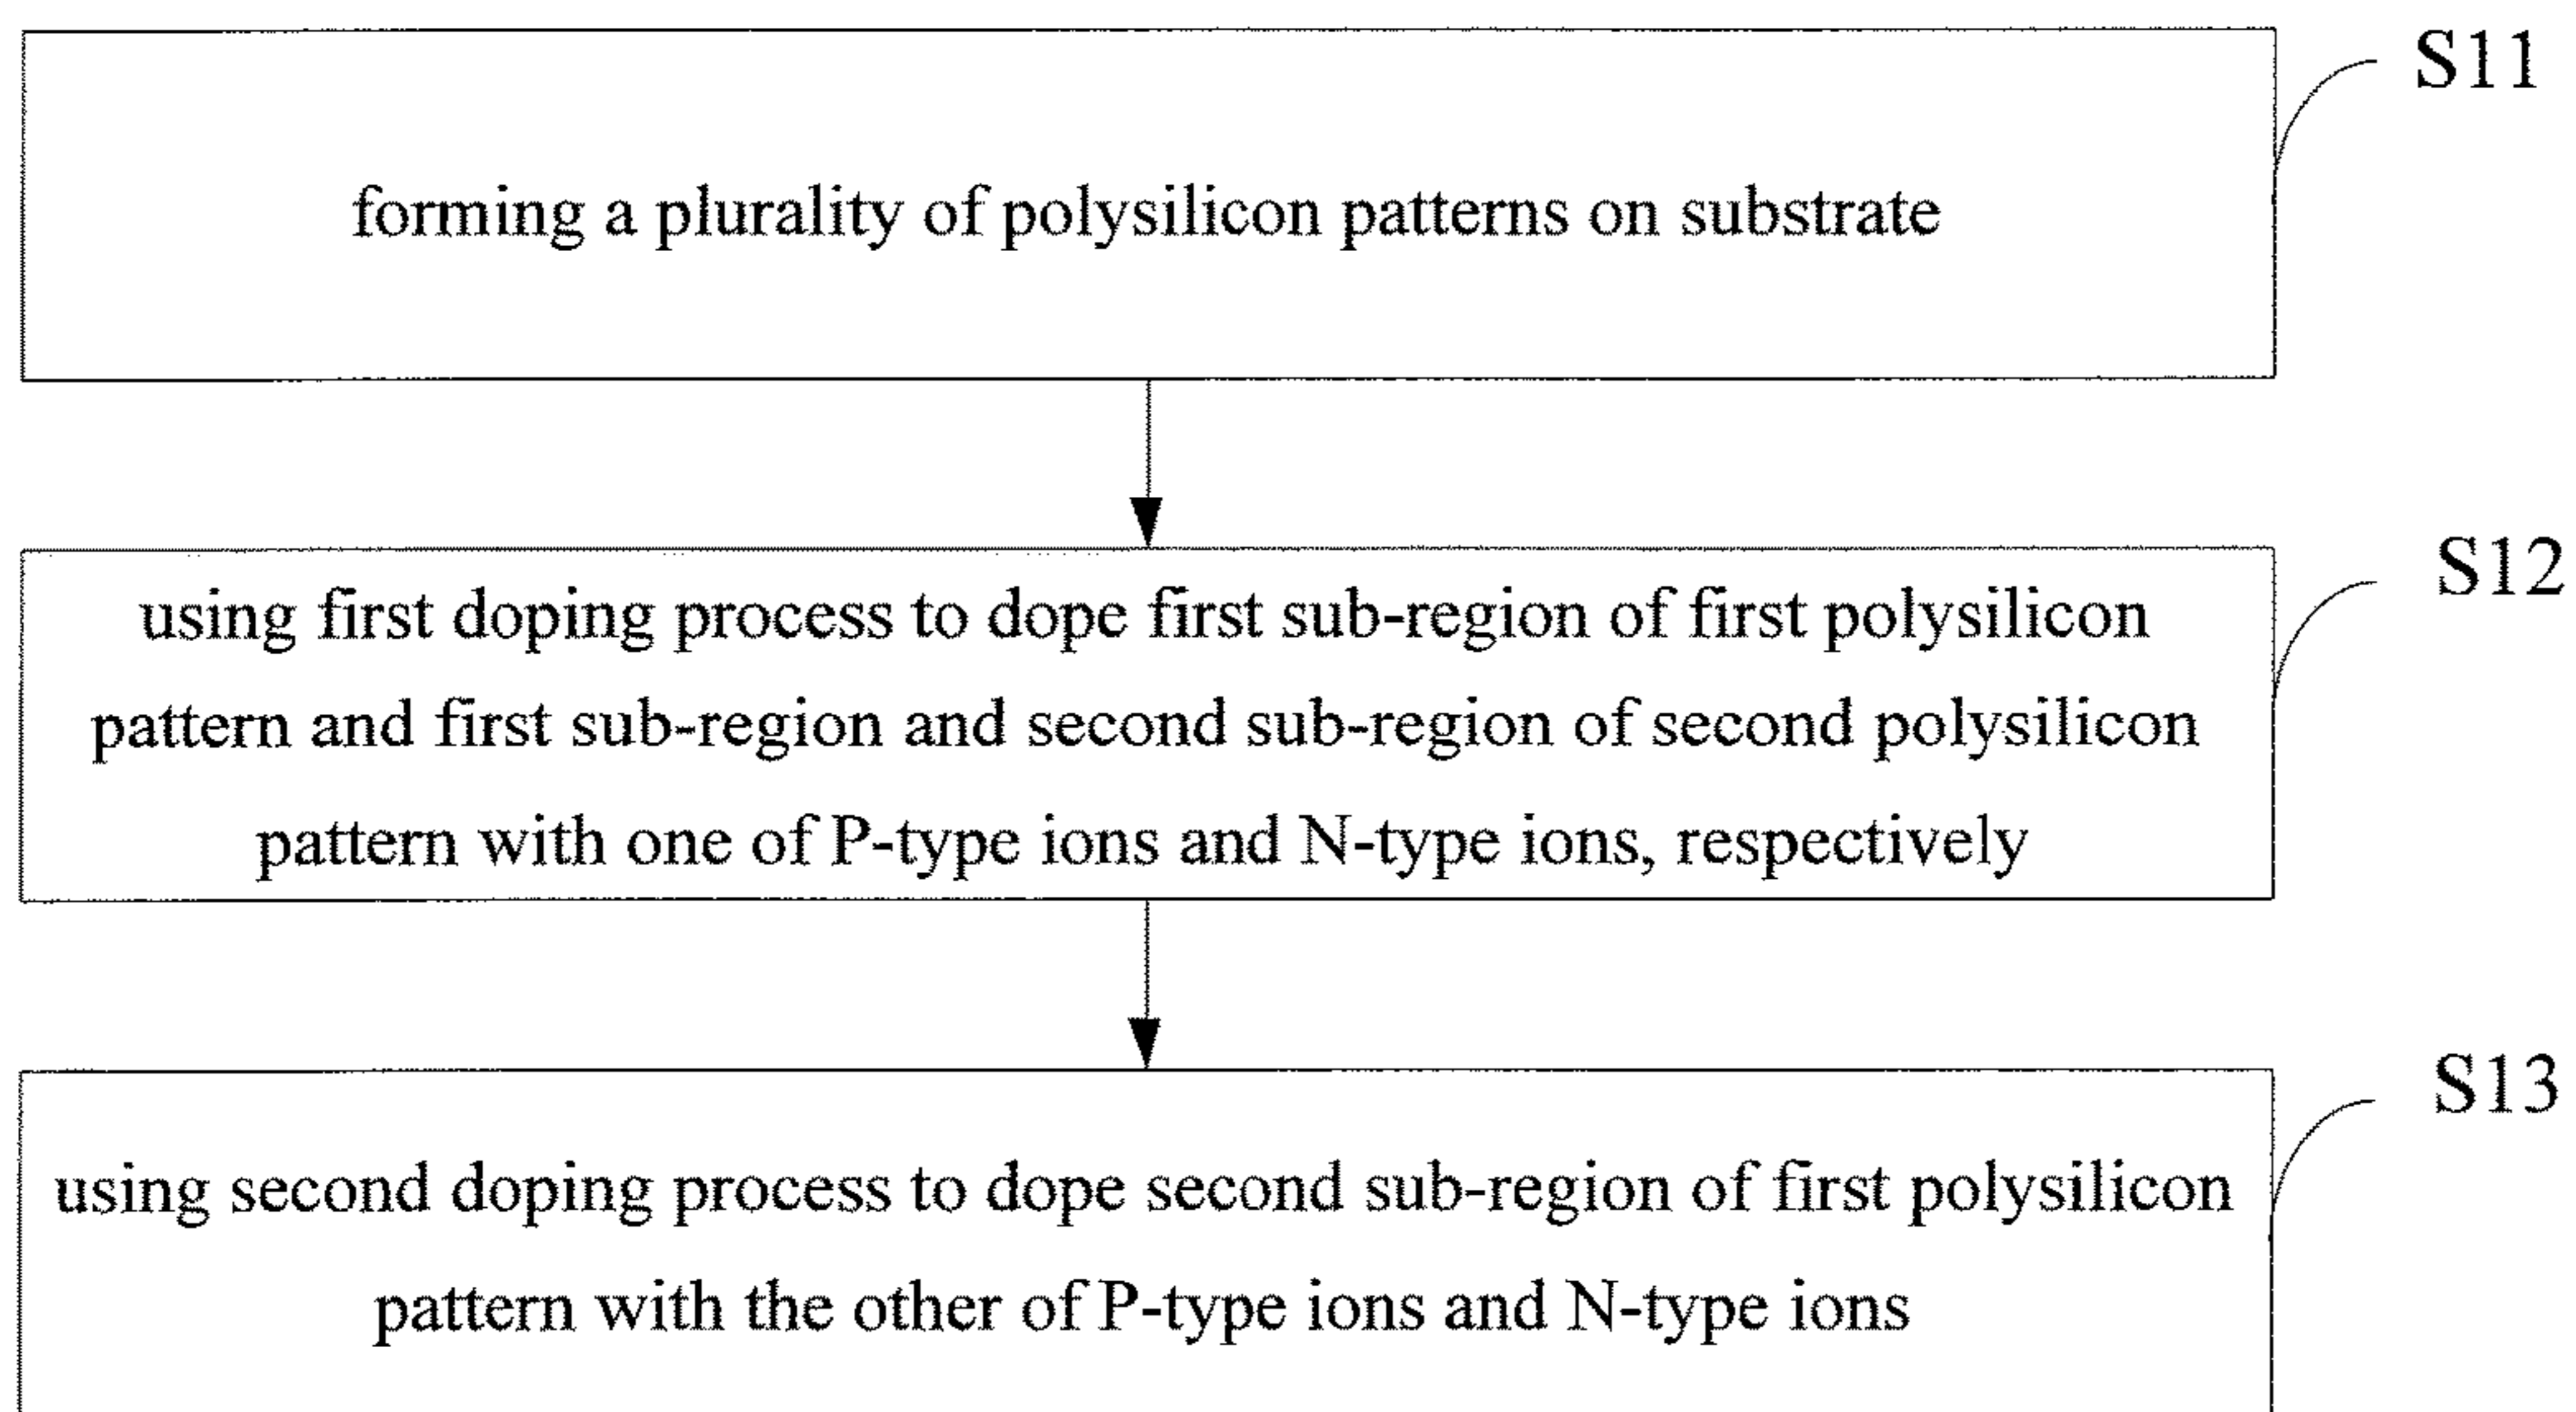 S11
forming a plurality of polysilicon patterns on substrate
S12
using first doping process to dope first sub-region of first polysilicon
pattern and first sub-region and second sub-region of second polysilicon
pattern with one of P-type ions and N-type ions, respectively
S13
using second doping process to dope second sub-region of first polysilicon
pattern with the other of P-type ions and N-type ions